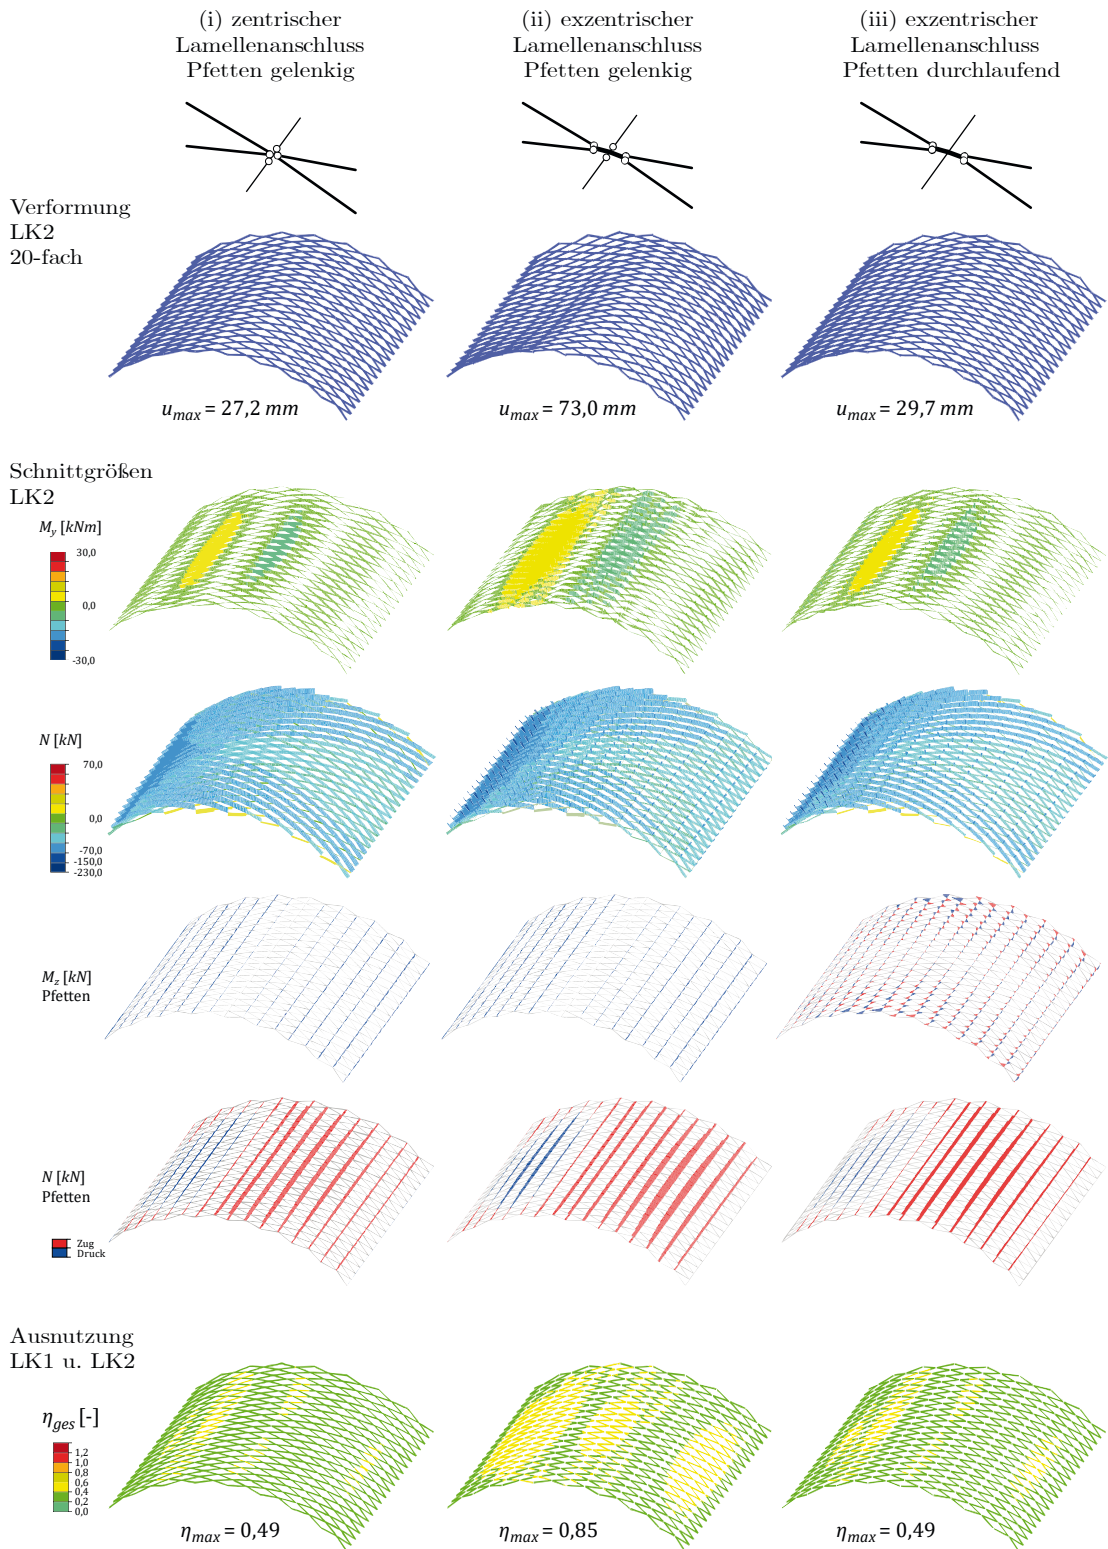 (i) zentrischer
Lamellenanschluss
Pfetten gelenkig
(ii) exzentrischer
Lamellenanschluss
Pfetten gelenkig
(iii) exzentrischer
Lamellenanschluss
Pfetten durchlaufend
Verformung
LK2
20-fach
u_max = 27,2 mm
u_max = 73,0 mm
u_max = 29,7 mm
Schnittgrößen
LK2
M_y [kNm]
30,0
0,0
-30,0
N [kN]
70,0
0,0
-70,0
-150,0
-230,0
M_z [kN]
Pfetten
N [kN]
Pfetten
Zug
Druck
Ausnutzung
LK1 u. LK2
η_ges [-]
1,2
1,0
0,8
0,6
0,4
0,2
0,0
η_max = 0,49
η_max = 0,85
η_max = 0,49